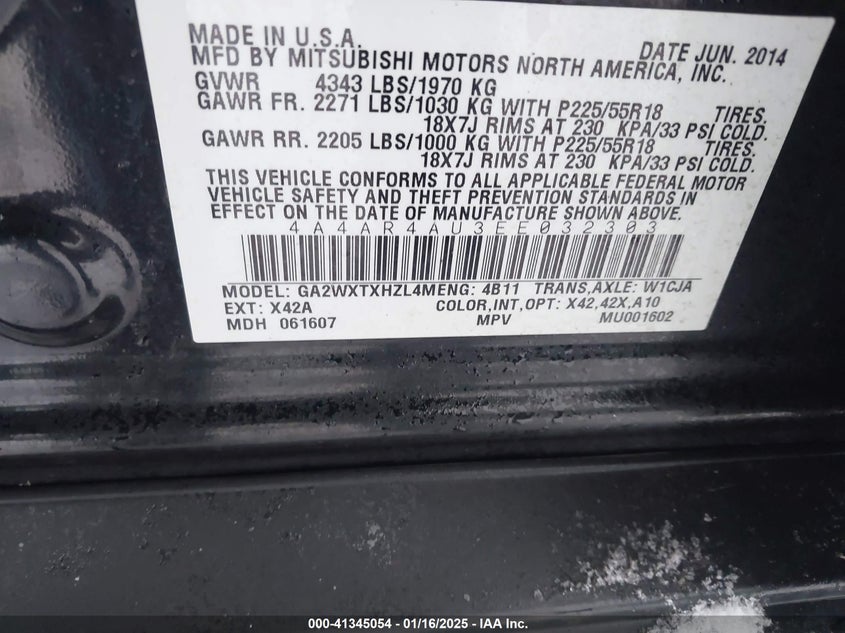 MADE IN U.S.A. DATE JUN. 2014
MFD BY MITSUBISHI MOTORS NORTH AMERICA, INC.
GVWR 4343 LBS/1970 KG
GAWR FR. 2271 LBS/1030 KG WITH P225/55R18 TIRES.
18X7J RIMS AT 230 KPA/33 PSI COLD.
GAWR RR. 2205 LBS/1000 KG WITH P225/55R18 TIRES.
18X7J RIMS AT 230 KPA/33 PSI COLD.
THIS VEHICLE CONFORMS TO ALL APPLICABLE FEDERAL MOTOR
VEHICLE SAFETY AND THEFT PREVENTION STANDARDS IN
EFFECT ON THE DATE OF MANUFACTURE SHOWN ABOVE.
4A4AR4AU3EE032303
MODEL: GA2WXTXHZL4MENG: 4B11 TRANS,AXLE: W1CJA
EXT: X42A COLOR,INT,OPT: X42,42X,A10
MDH 061607 MPV MU001602
000-41345054 - 01/16/2025 - IAA Inc.